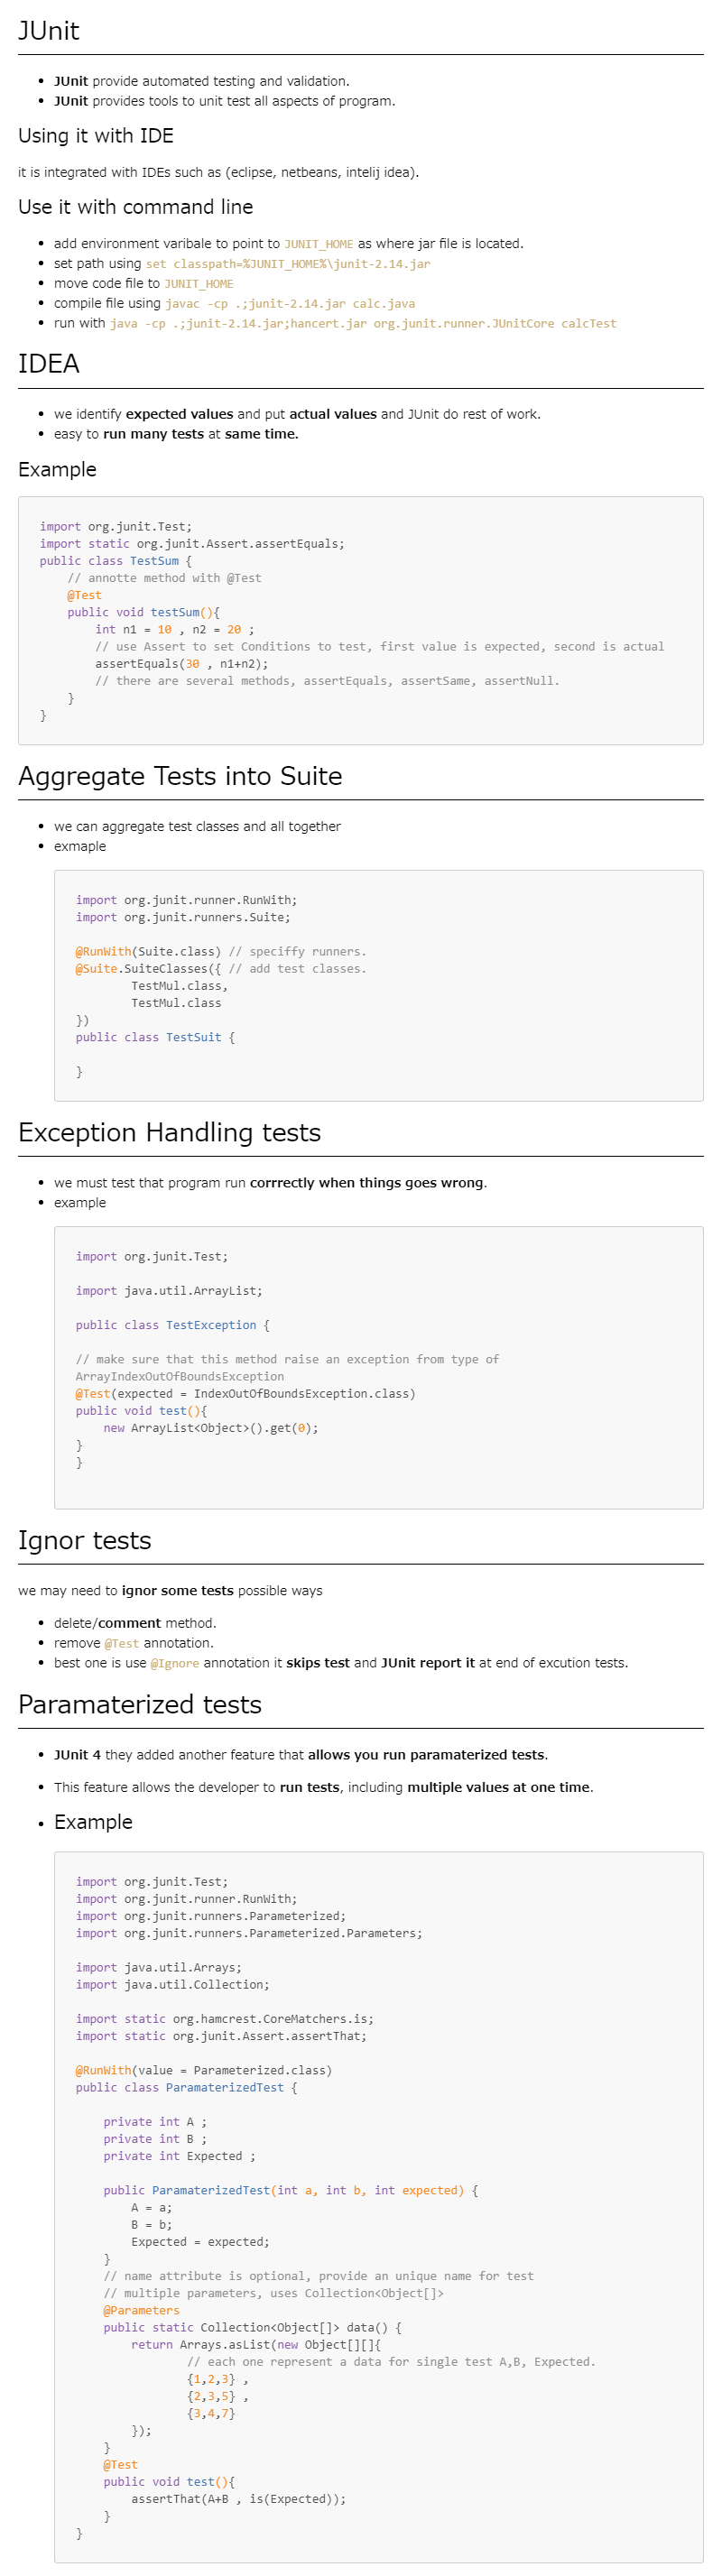 JUnit
• JUnit provide automated testing and validation.
• JUnit provides tools to unit test all aspects of program.
Using it with IDE
it is integrated with IDEs such as (eclipse, netbeans, intelij idea).
Use it with command line
• add environment varibale to point to JUNIT_HOME as where jar file is located.
• set path using set classpath=%JUNIT_HOME%\junit-2.14.jar
• move code file to JUNIT_HOME
• compile file using javac -cp .;junit-2.14.jar calc.java
• run with java -cp .;junit-2.14.jar;hancert.jar org.junit.runner.JUnitCore calcTest
IDEA
• we identify expected values and put actual values and JUnit do rest of work.
• easy to run many tests at same time.
Example
import org.junit.Test;
import static org.junit.Assert.assertEquals;
public class TestSum {
    // annotte method with @Test
    @Test
    public void testSum(){
        int n1 = 10 , n2 = 20 ;
        // use Assert to set Conditions to test, first value is expected, second is actual
        assertEquals(30 , n1+n2);
        // there are several methods, assertEquals, assertSame, assertNull.
    }
}
Aggregate Tests into Suite
• we can aggregate test classes and all together
• exmaple
import org.junit.runner.RunWith;
import org.junit.runners.Suite;
@RunWith(Suite.class) // speciffy runners.
@Suite.SuiteClasses({ // add test classes.
        TestMul.class,
        TestMul.class
})
public class TestSuit {
}
Exception Handling tests
• we must test that program run corrrectly when things goes wrong.
• example
import org.junit.Test;
import java.util.ArrayList;
public class TestException {
// make sure that this method raise an exception from type of
ArrayIndexOutOfBoundsException
@Test(expected = IndexOutOfBoundsException.class)
public void test(){
    new ArrayList<Object>().get(0);
}
}
Ignor tests
we may need to ignor some tests possible ways
• delete/comment method.
• remove @Test annotation.
• best one is use @Ignore annotation it skips test and JUnit report it at end of excution tests.
Paramaterized tests
• JUnit 4 they added another feature that allows you run paramaterized tests.
• This feature allows the developer to run tests, including multiple values at one time.
• Example
import org.junit.Test;
import org.junit.runner.RunWith;
import org.junit.runners.Parameterized;
import org.junit.runners.Parameterized.Parameters;
import java.util.Arrays;
import java.util.Collection;
import static org.hamcrest.CoreMatchers.is;
import static org.junit.Assert.assertThat;
@RunWith(value = Parameterized.class)
public class ParamaterizedTest {
    private int A ;
    private int B ;
    private int Expected ;
    public ParamaterizedTest(int a, int b, int expected) {
        A = a;
        B = b;
        Expected = expected;
    }
    // name attribute is optional, provide an unique name for test
    // multiple parameters, uses Collection<Object[]>
    @Parameters
    public static Collection<Object[]> data() {
        return Arrays.asList(new Object[][]{
                // each one represent a data for single test A,B, Expected.
                {1,2,3} ,
                {2,3,5} ,
                {3,4,7}
        });
    }
    @Test
    public void test(){
        assertThat(A+B , is(Expected));
    }
}